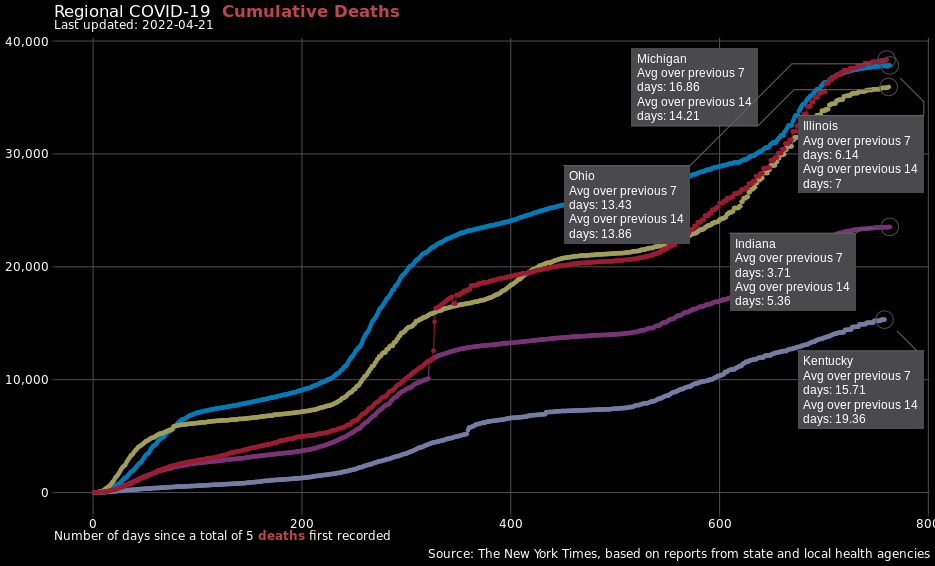 Regional COVID-19 Cumulative Deaths
Last updated: 2022-04-21
40,000
30,000
20,000
10,000
0
Michigan
Avg over previous 7
days: 16.86
Avg over previous 14
days: 14.21
Illinois
Avg over previous 7
days: 6.14
Avg over previous 14
days: 7
Ohio
Avg over previous 7
days: 13.43
Avg over previous 14
days: 13.86
Indiana
Avg over previous 7
days: 3.71
Avg over previous 14
days: 5.36
Kentucky
Avg over previous 7
days: 15.71
Avg over previous 14
days: 19.36
0 200 400 600 800
Number of days since a total of 5 deaths first recorded
Source: The New York Times, based on reports from state and local health agencies